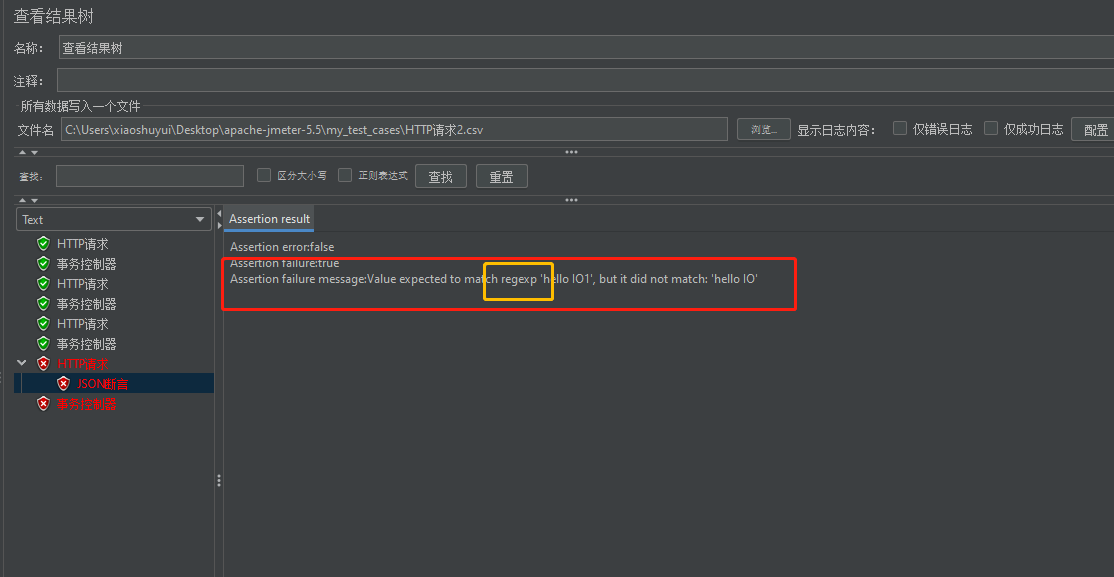 查看结果树
名称： 查看结果树
注释：
所有数据写入一个文件
文件名 C:\Users\xiaoshuyui\Desktop\apache-jmeter-5.5\my_test_cases\HTTP请求2.csv 浏览... 显示日志内容： 仅错误日志 仅成功日志 配置
查找: 区分大小写 正则表达式 查找 重置
Text
Assertion result
HTTP请求
事务控制器
HTTP请求
事务控制器
HTTP请求
事务控制器
HTTP请求
JSON断言
事务控制器
Assertion error:false
Assertion failure:true
Assertion failure message:Value expected to match regexp 'hello IO1', but it did not match: 'hello IO'